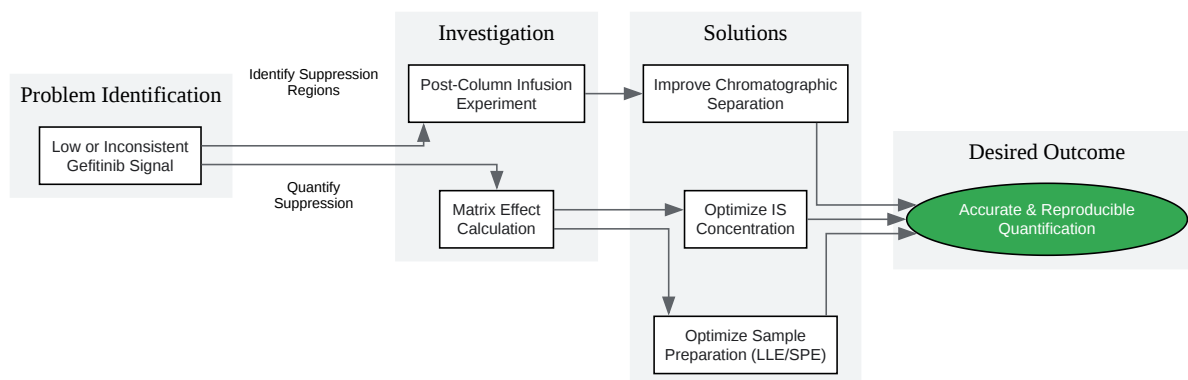 Problem Identification
Low or Inconsistent
Gefitinib Signal
Identify Suppression
Regions
Quantify
Suppression
Investigation
Post-Column Infusion
Experiment
Matrix Effect
Calculation
Solutions
Improve Chromatographic
Separation
Optimize IS
Concentration
Optimize Sample
Preparation (LLE/SPE)
Desired Outcome
Accurate & Reproducible
Quantification